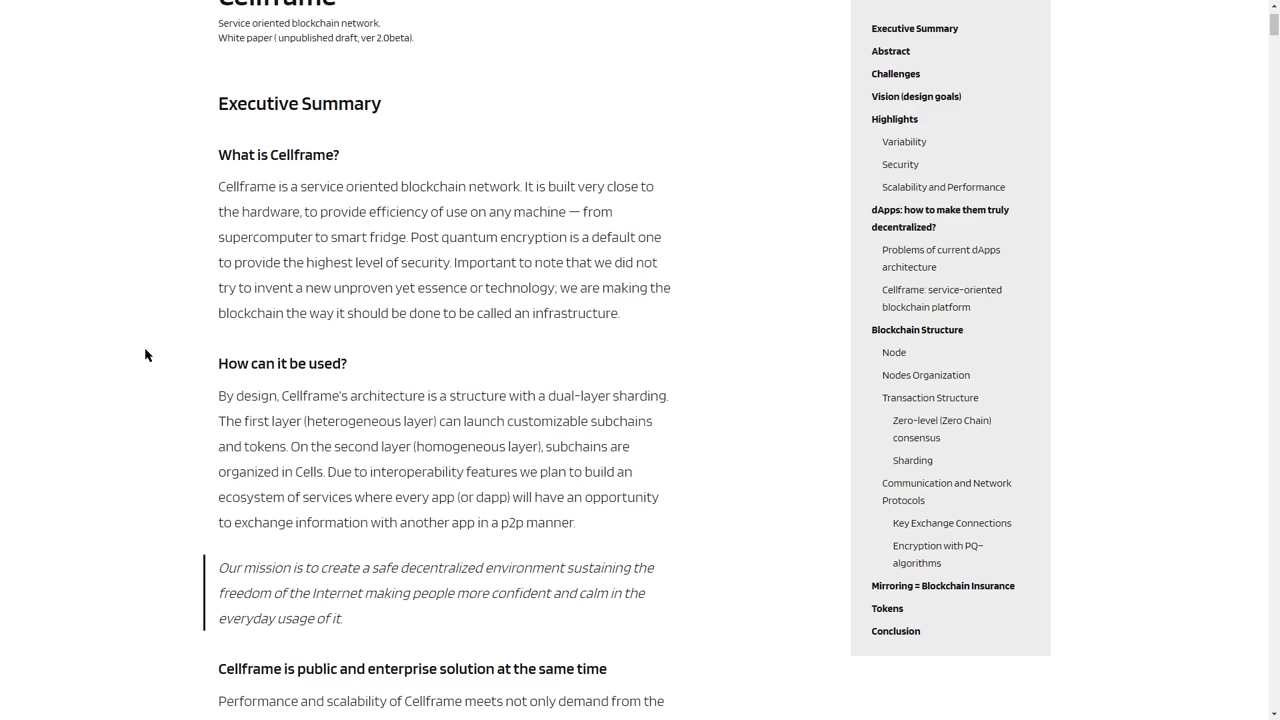 Cellframe
Service oriented blockchain network.
White paper ( unpublished draft, ver 2.0beta).
Executive Summary
What is Cellframe?
Cellframe is a service oriented blockchain network. It is built very close to
the hardware, to provide efficiency of use on any machine — from
supercomputer to smart fridge. Post quantum encryption is a default one
to provide the highest level of security. Important to note that we did not
try to invent a new unproven yet essence or technology; we are making the
blockchain the way it should be done to be called an infrastructure.
How can it be used?
By design, Cellframe's architecture is a structure with a dual-layer sharding.
The first layer (heterogeneous layer) can launch customizable subchains
and tokens. On the second layer (homogeneous layer), subchains are
organized in Cells. Due to interoperability features we plan to build an
ecosystem of services where every app (or dapp) will have an opportunity
to exchange information with another app in a p2p manner.
Our mission is to create a safe decentralized environment sustaining the
freedom of the Internet making people more confident and calm in the
everyday usage of it.
Cellframe is public and enterprise solution at the same time
Performance and scalability of Cellframe meets not only demand from the
Executive Summary
Abstract
Challenges
Vision (design goals)
Highlights
Variability
Security
Scalability and Performance
dApps: how to make them truly
decentralized?
Problems of current dApps
architecture
Cellframe: service-oriented
blockchain platform
Blockchain Structure
Node
Nodes Organization
Transaction Structure
Zero-level (Zero Chain)
consensus
Sharding
Communication and Network
Protocols
Key Exchange Connections
Encryption with PQ-
algorithms
Mirroring = Blockchain Insurance
Tokens
Conclusion